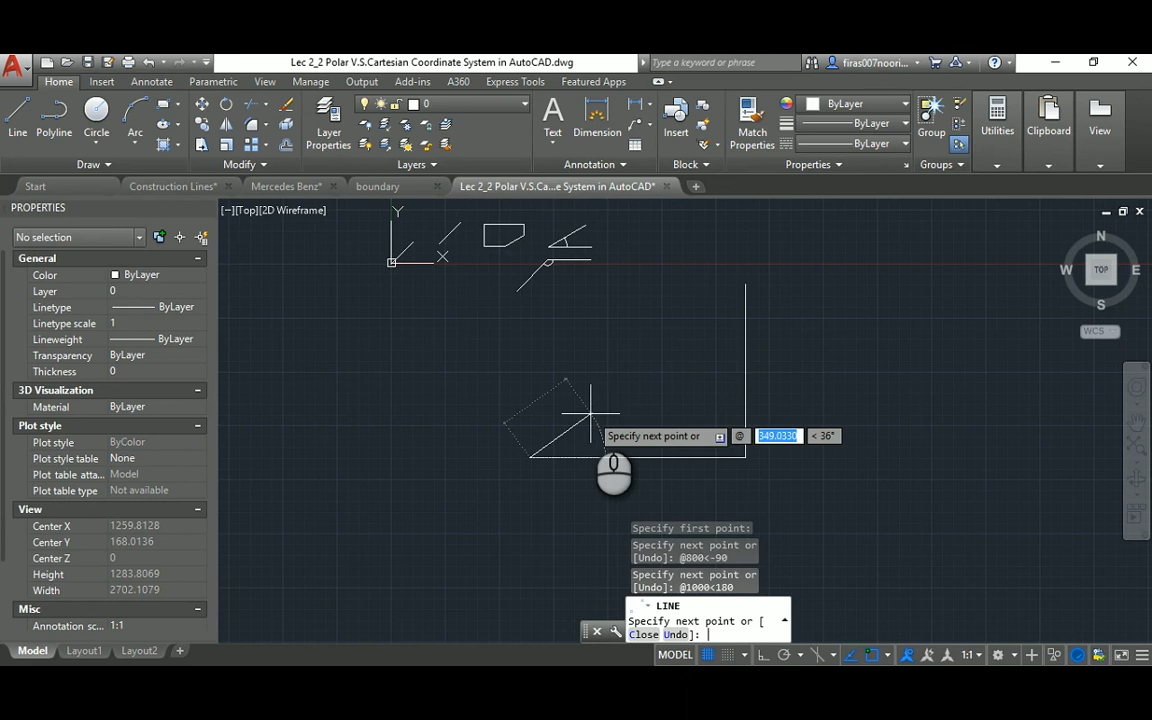 Lec 2_2 Polar V.S.Cartesian Coordinate System in AutoCAD.dwg
Type a keyword or phrase
firas007noori...
Home
Insert
Annotate
Parametric
View
Manage
Output
Add-ins
A360
Express Tools
Featured Apps
Line
Polyline
Circle
Arc
Layer
Properties
0
Text
Dimension
Insert
Match
Properties
ByLayer
ByLayer
ByLayer
Group
Utilities
Clipboard
View
Draw
Modify
Layers
Annotation
Block
Properties
Groups
Start
Construction Lines*
Mercedes Benz*
boundary
Lec 2_2 Polar V.S.Ca...e System in AutoCAD*
PROPERTIES
[−][Top][2D Wireframe]
No selection
General
Color ByLayer
Layer 0
Linetype ByLayer
Linetype scale 1
Lineweight ByLayer
Transparency ByLayer
Thickness 0
3D Visualization
Material ByLayer
Plot style
Plot style ByColor
Plot style table None
Plot table atta... Model
Plot table type Not available
View
Center X 1259.8128
Center Y 168.0136
Center Z 0
Height 1283.8069
Width 2702.1079
Misc
Annotation sc... 1:1
Y
X
N
W
TOP
E
S
WCS
Specify next point or
@
349.0330
< 36°
Specify first point:
Specify next point or
[Undo]: @800<-90
Specify next point or
[Undo]: @1000<180
LINE
Specify next point or [
Close Undo]:
Model
Layout1
Layout2
MODEL
1:1